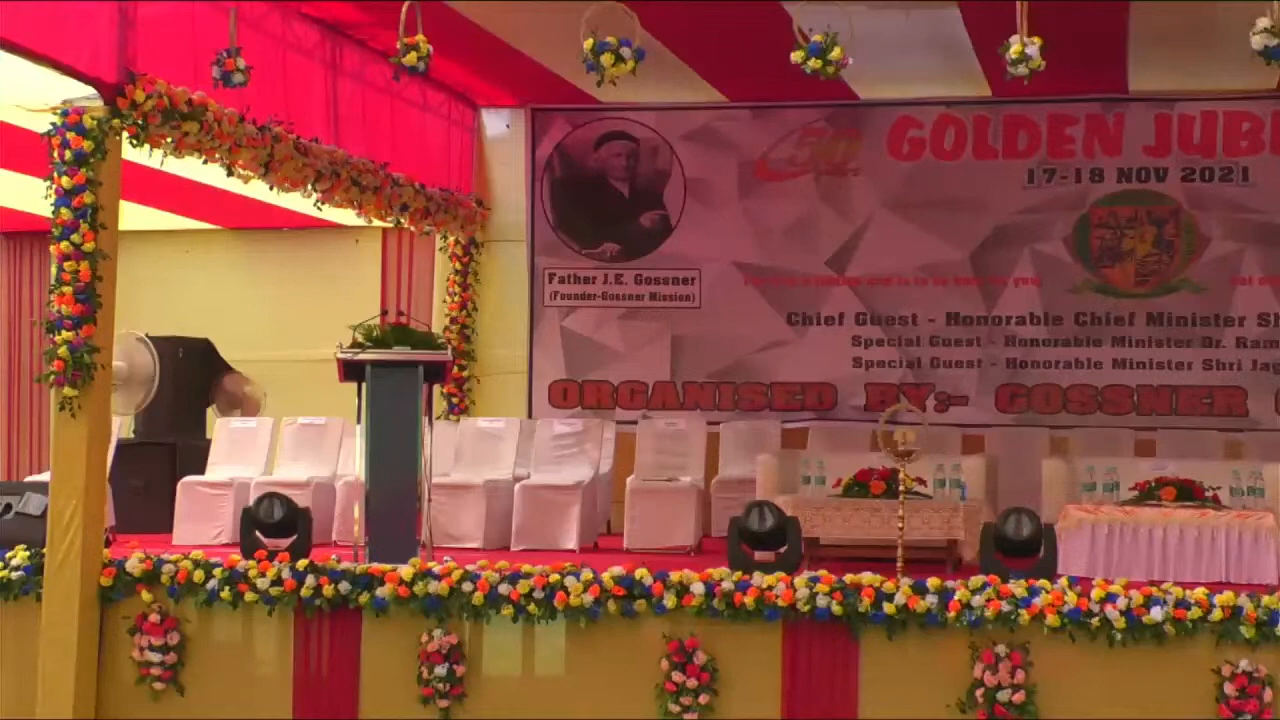 50
GOLDEN JUBI
17-18 NOV 2021
Father J.E. Gossner
(Founder-Gossner Mission)
Chief Guest - Honorable Chief Minister Sh
Special Guest - Honorable Minister Dr. Ram
Special Guest - Honorable Minister Shri Jag
ORGANISED BY:- GOSSNER